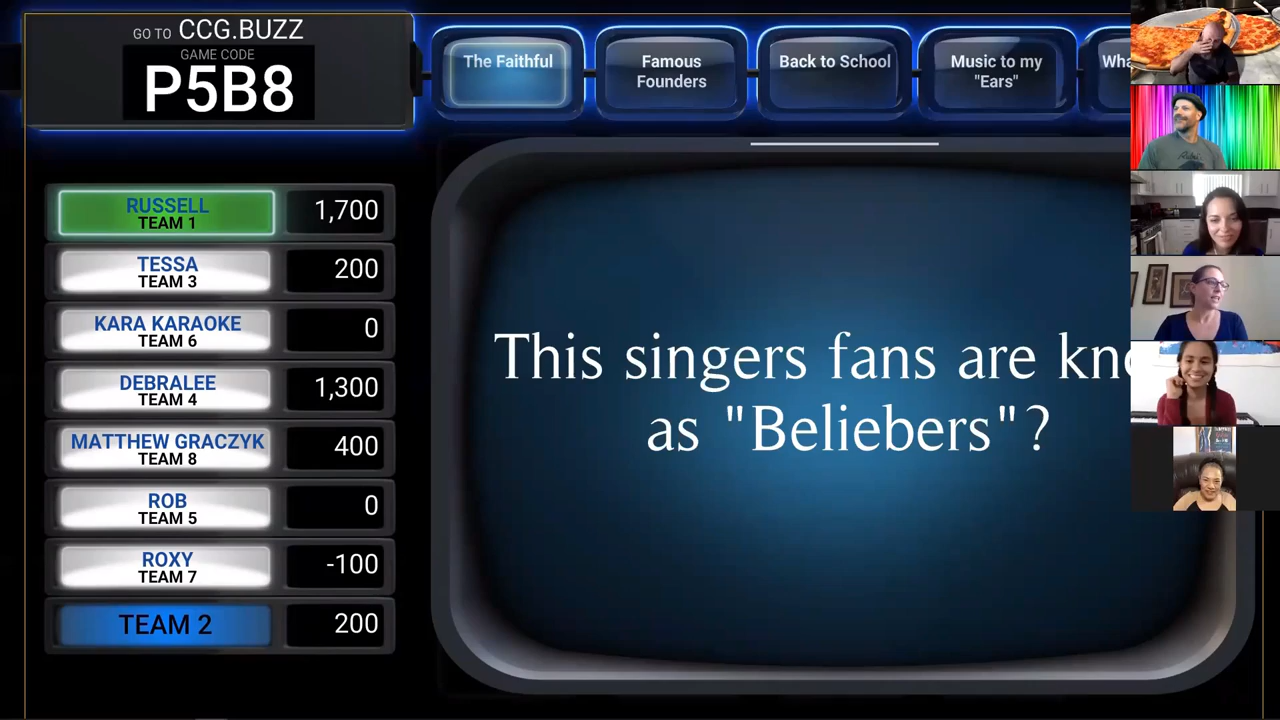 GO TO CCG.BUZZ
GAME CODE
P5B8
The Faithful
Famous
Founders
Back to School
Music to my
"Ears"
RUSSELL
TEAM 1
1,700
TESSA
TEAM 3
200
KARA KARAOKE
TEAM 6
0
DEBRALEE
TEAM 4
1,300
MATTHEW GRACZYK
TEAM 8
400
ROB
TEAM 5
0
ROXY
TEAM 7
-100
TEAM 2
200
This singers fans are kno
as "Beliebers"?